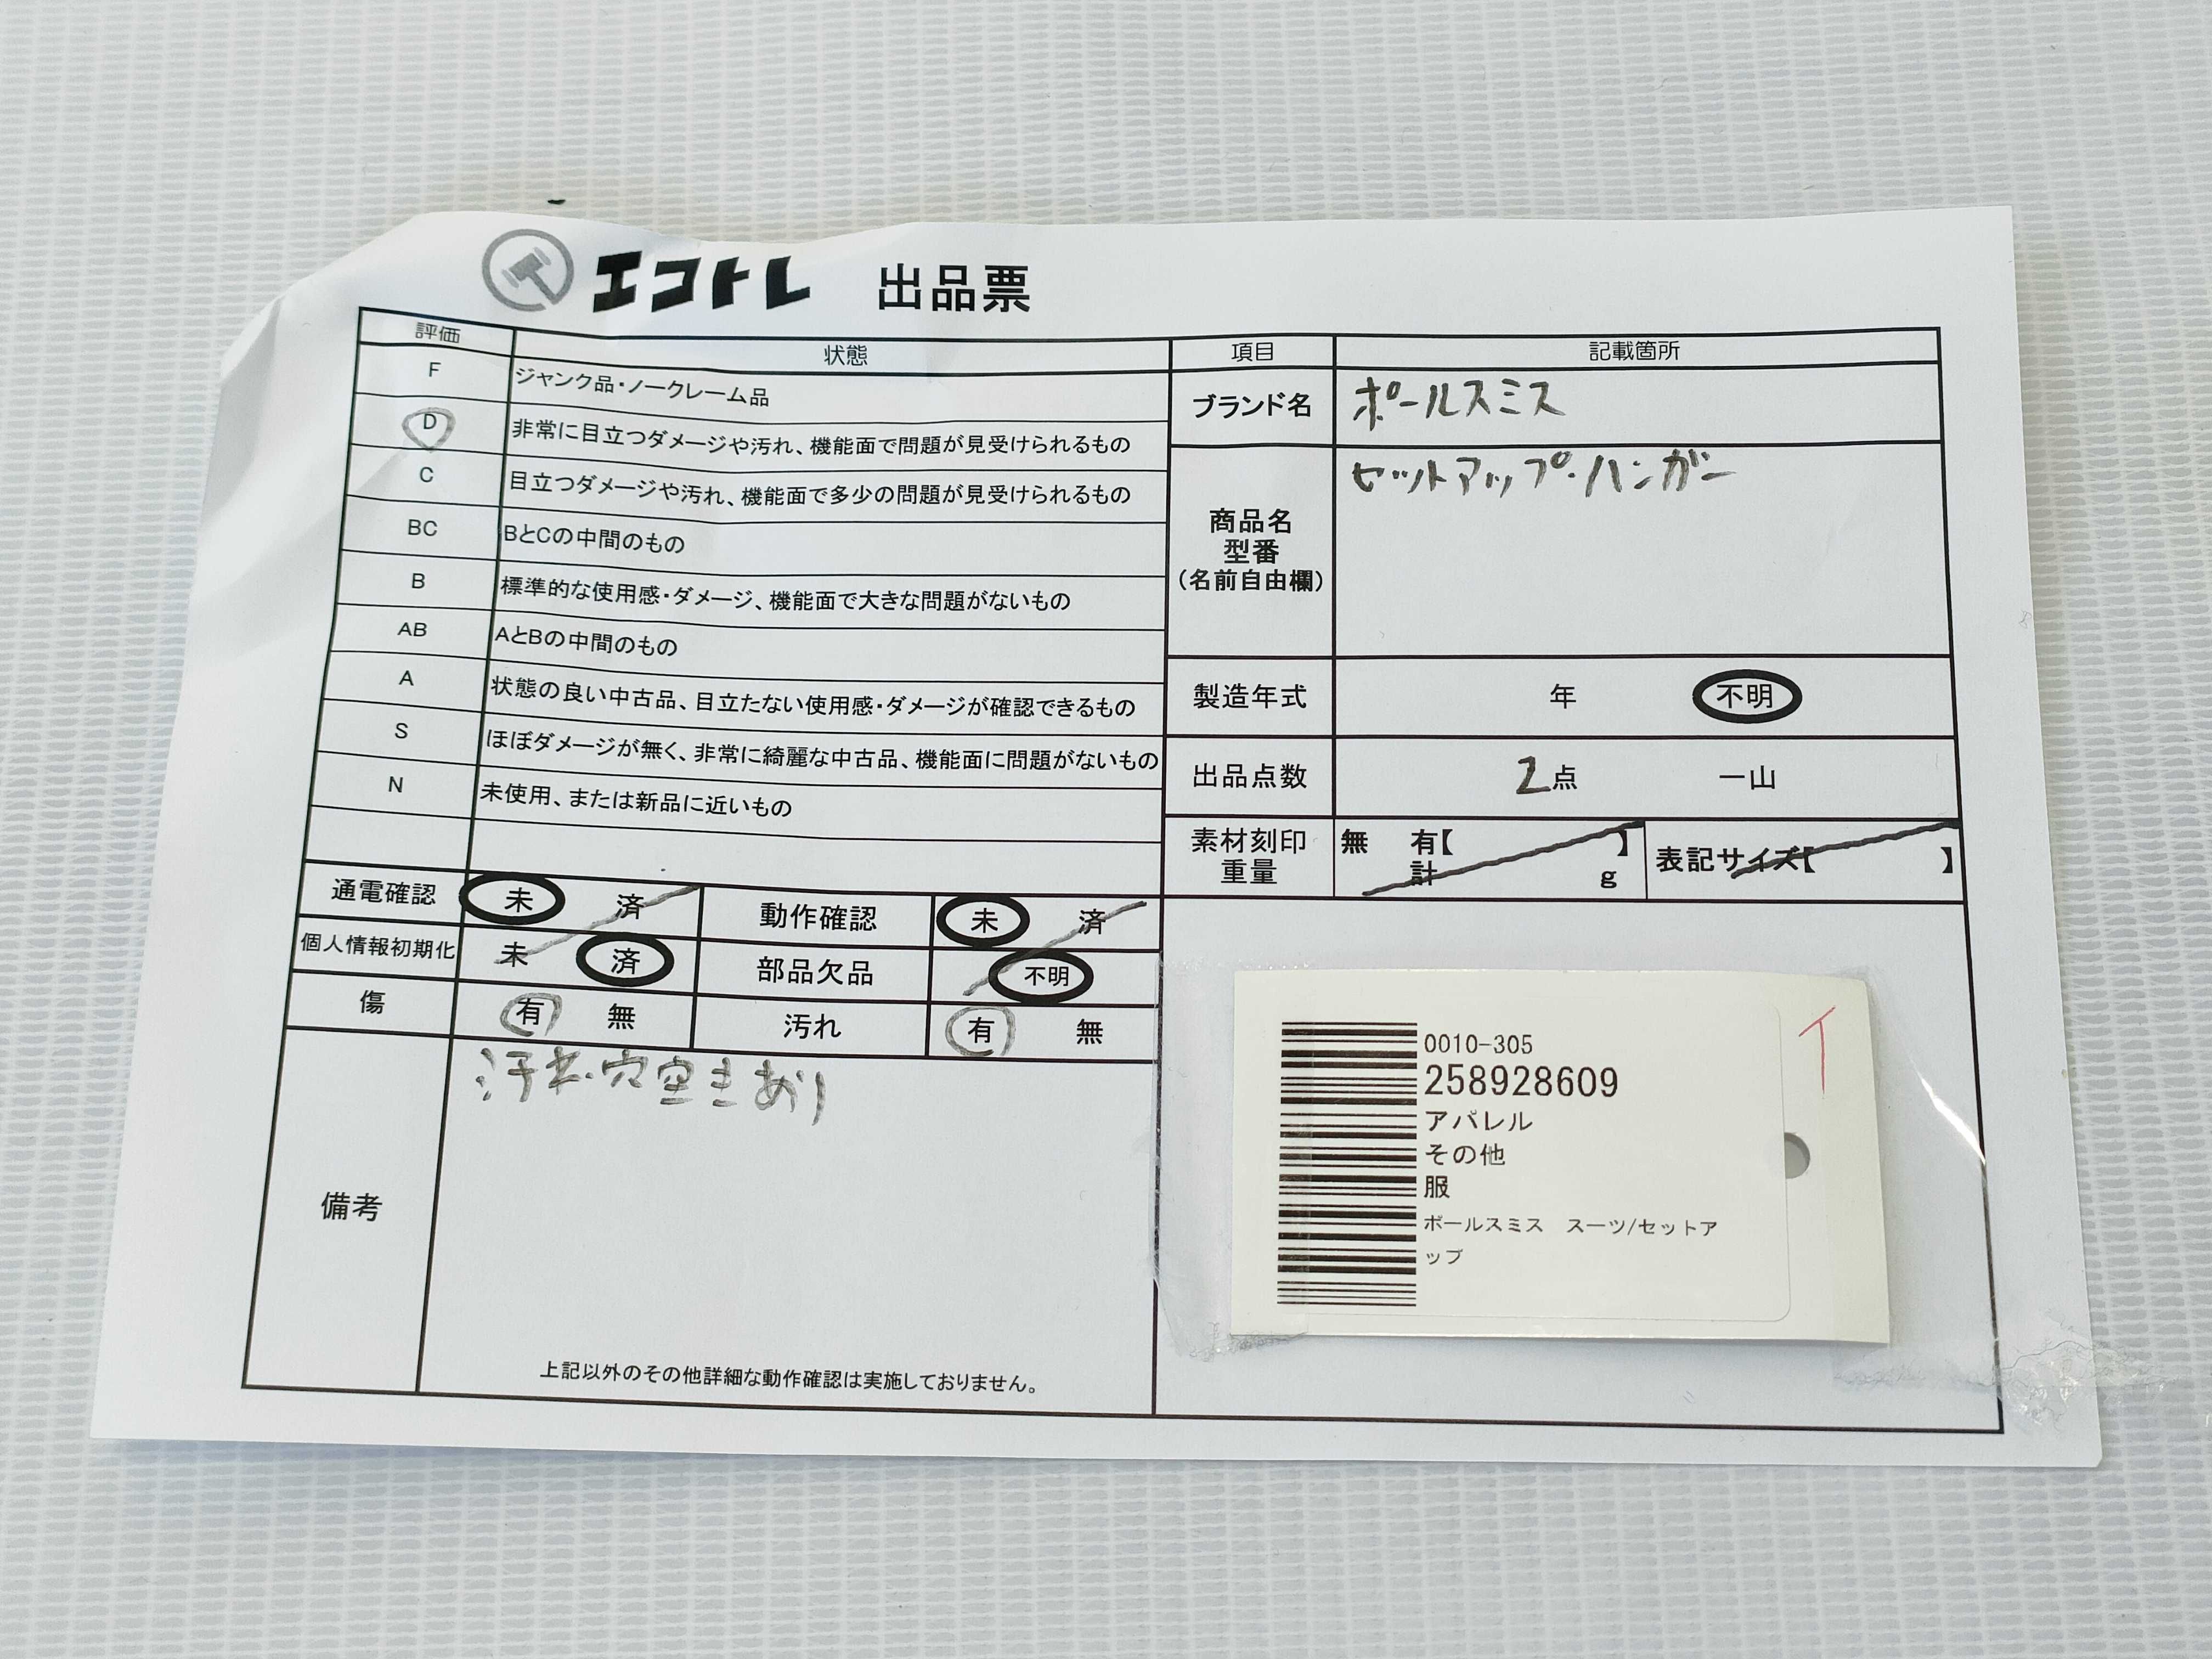 エコトレ 出品票
評価 状態
F ジャンク品・ノークレーム品
D 非常に目立つダメージや汚れ、機能面で問題が見受けられるもの
C 目立つダメージや汚れ、機能面で多少の問題が見受けられるもの
BC BとCの中間のもの
B 標準的な使用感・ダメージ、機能面で大きな問題がないもの
AB AとBの中間のもの
A 状態の良い中古品、目立たない使用感・ダメージが確認できるもの
S ほぼダメージが無く、非常に綺麗な中古品、機能面に問題がないもの
N 未使用、または新品に近いもの
通電確認 未 済 動作確認 未 済
個人情報初期化 未 済 部品欠品 不明
傷 有 無 汚れ 有 無
備考 汚れ・穴空きあり
上記以外のその他詳細な動作確認は実施しておりません。
項目 記載箇所
ブランド名 ポールスミス
商品名
型番
(名前自由欄)
セットアップ・ハンガー
製造年式 年 不明
出品点数 2点 一山
素材刻印 無 有【 】
重量 計 g
表記サイズ【 】
0010-305
258928609
アパレル
その他
服
ポールスミス スーツ/セットア
ップ
イ